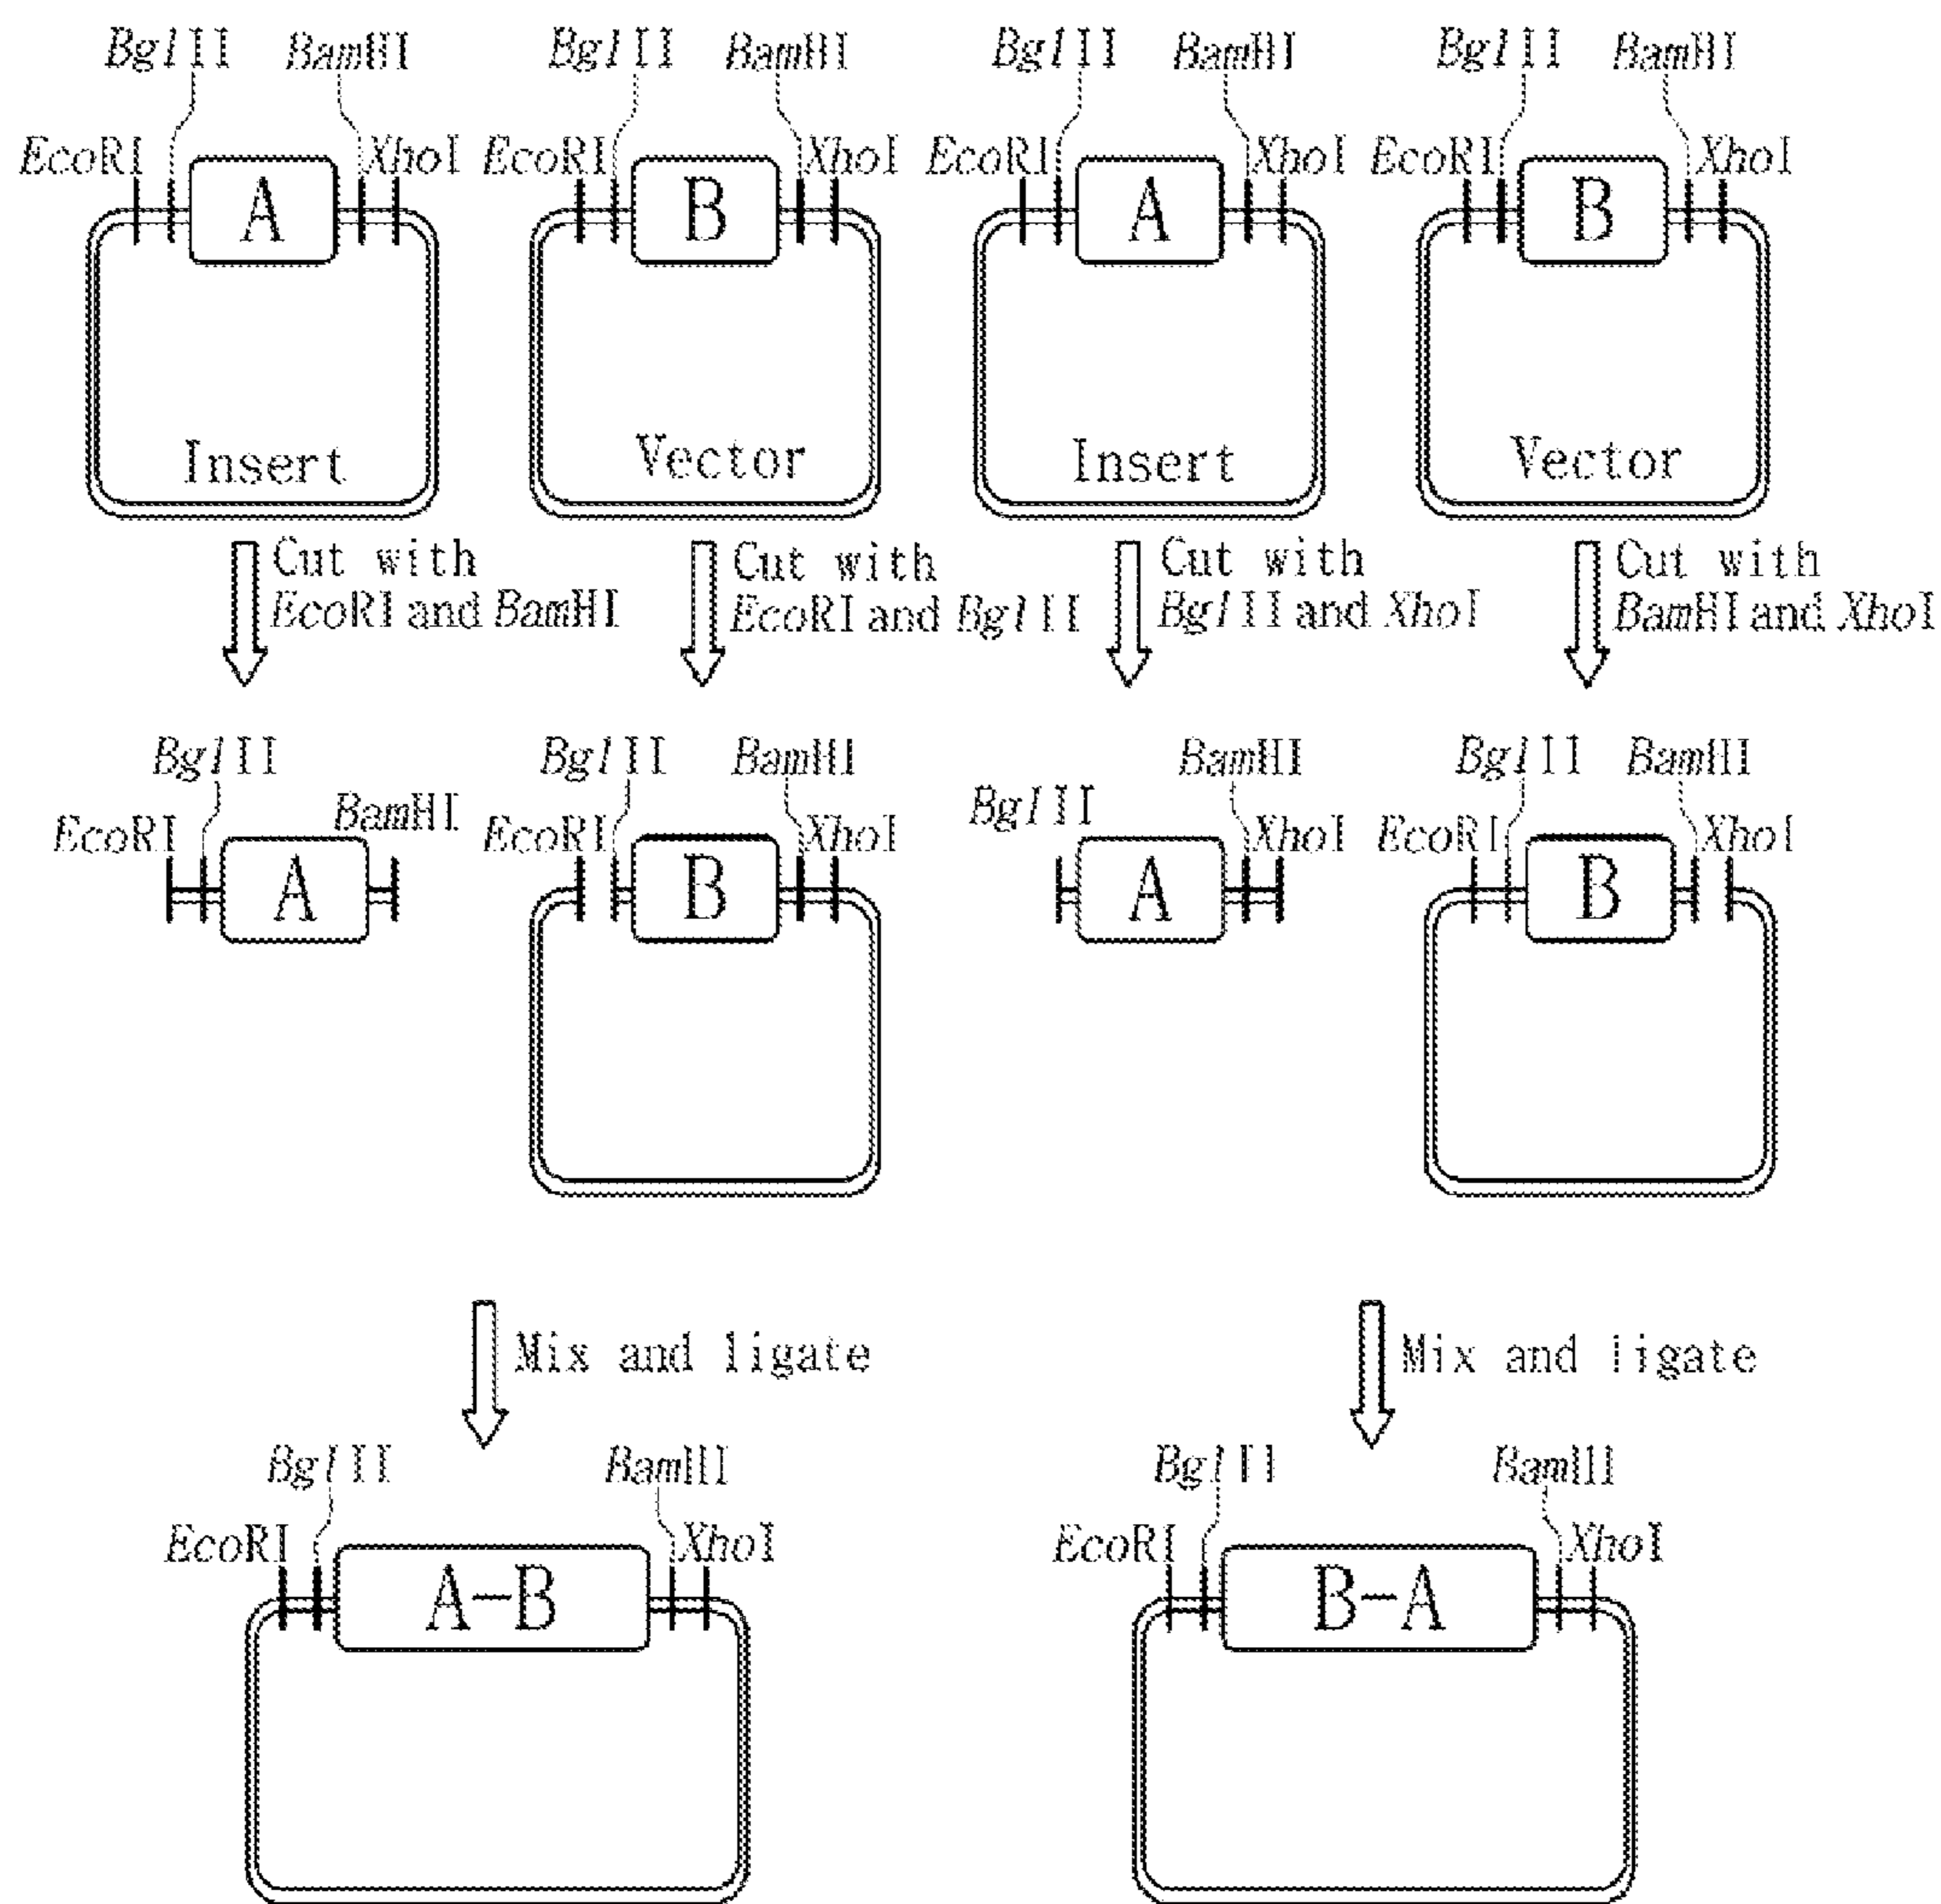 BglII BamHI BglII BamHI BglII BamHI BglII BamHI
EcoRI XhoI EcoRI XhoI EcoRI XhoI EcoRI XhoI
A B A B
Insert Vector Insert Vector
Cut with Cut with Cut with Cut with
EcoRI and BamHI EcoRI and BglII BglII and XhoI BamHI and XhoI
BglII BglII BamHI BamHI BglII BamHI
EcoRI BamHI EcoRI XhoI BglII XhoI EcoRI XhoI
A B A B
Mix and ligate Mix and ligate
BglII BamHI BglII BamHI
EcoRI XhoI EcoRI XhoI
A-B B-A